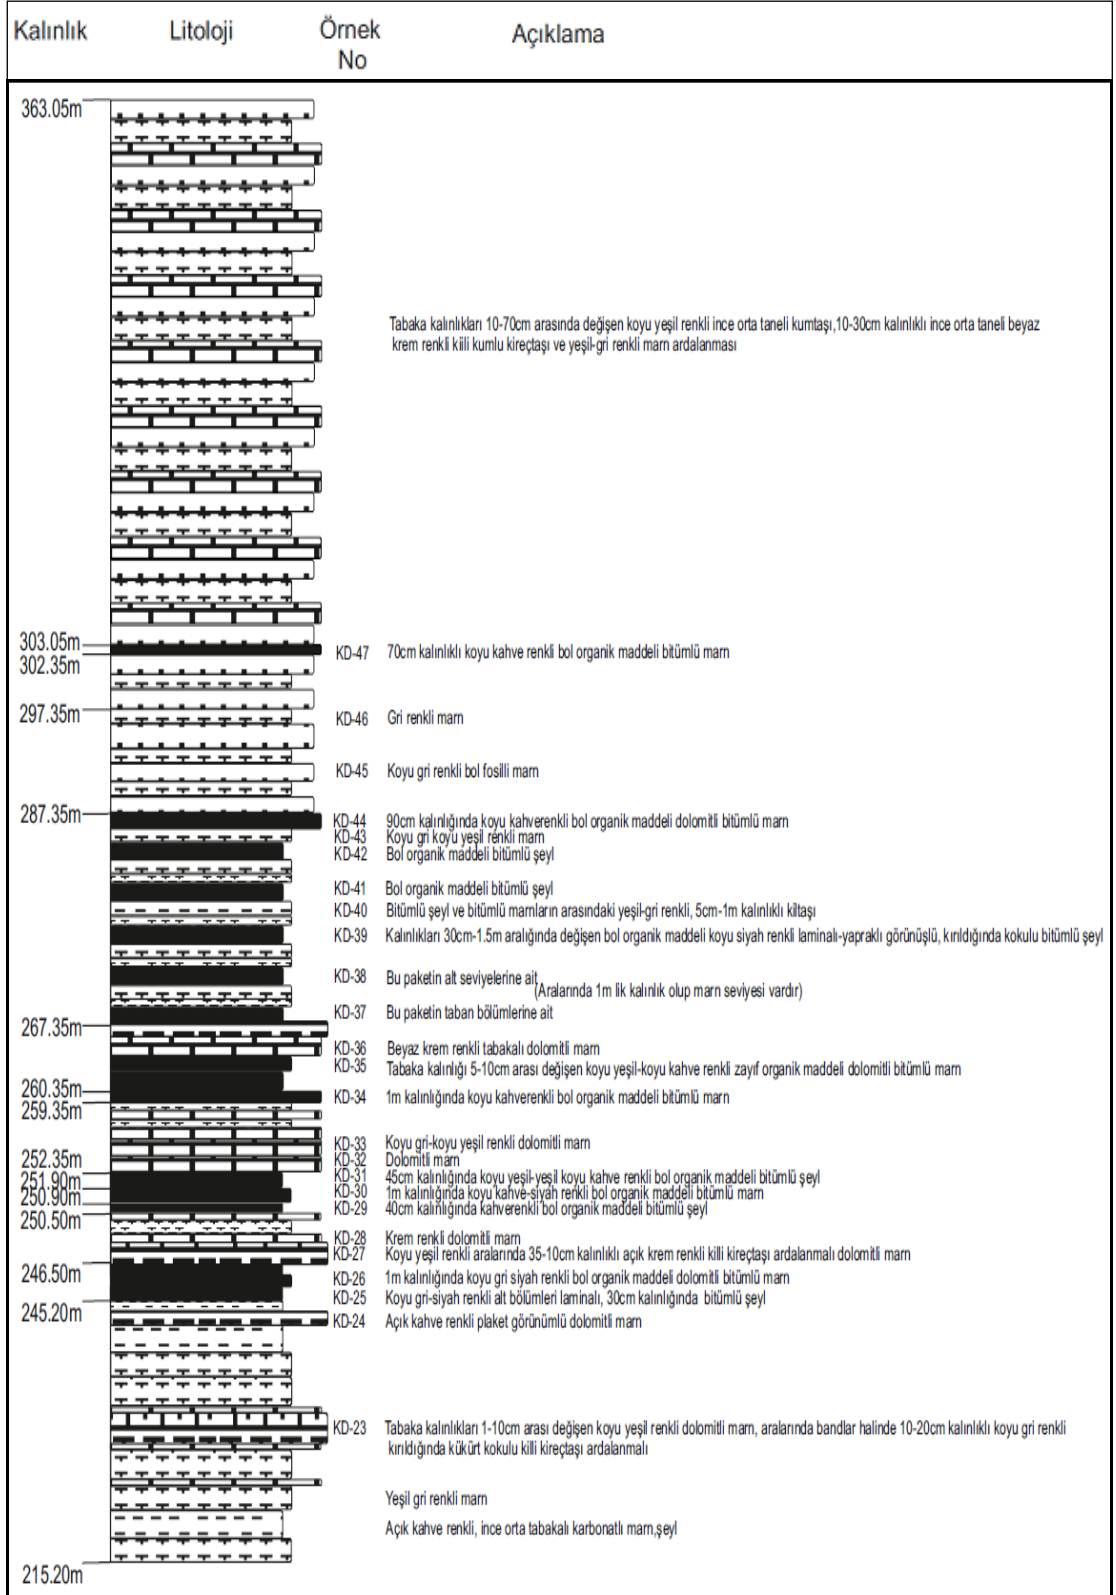 Kalınlık Litoloji Örnek No Açıklama
363.05m
Tabaka kalınlıkları 10-70cm arasında değişen koyu yeşil renkli ince orta taneli kumtaşı,10-30cm kalınlıklı ince orta taneli beyaz
krem renkli killi kumlu kireçtaşı ve yeşil-gri renkli marn ardalanması
303.05m
KD-47 70cm kalınlıklı koyu kahve renkli bol organik maddeli bitümlü marn
302.35m
297.35m
KD-46 Gri renkli marn
KD-45 Koyu gri renkli bol fosilli marn
287.35m
KD-44 90cm kalınlığında koyu kahverenkli bol organik maddeli dolomitli bitümlü marn
KD-43 Koyu gri koyu yeşil renkli marn
KD-42 Bol organik maddeli bitümlü şeyl
KD-41 Bol organik maddeli bitümlü şeyl
KD-40 Bitümlü şeyl ve bitümlü marnların arasındaki yeşil-gri renkli, 5cm-1m kalınlıklı kiltaşı
KD-39 Kalınlıkları 30cm-1.5m aralığında değişen bol organik maddeli koyu siyah renkli laminalı-yapraklı görünüşlü, kırıldığında kokulu bitümlü şeyl
KD-38 Bu paketin alt seviyelerine ait
(Aralarında 1m lik kalınlık olup marn seviyesi vardır)
KD-37 Bu paketin taban bölümlerine ait
267.35m
KD-36 Beyaz krem renkli tabakalı dolomitli marn
KD-35 Tabaka kalınlığı 5-10cm arası değişen koyu yeşil-koyu kahve renkli zayıf organik maddeli dolomitli bitümlü marn
260.35m
KD-34 1m kalınlığında koyu kahverenkli bol organik maddeli bitümlü marn
259.35m
KD-33 Koyu gri-koyu yeşil renkli dolomitli marn
252.35m
KD-32 Dolomitli marn
KD-31 45cm kalınlığında koyu yeşil-yeşil koyu kahve renkli bol organik maddeli bitümlü şeyl
251.90m
KD-30 1m kalınlığında koyu kahve-siyah renkli bol organik maddeli bitümlü marn
250.90m
KD-29 40cm kalınlığında kahverenkli bol organik maddeli bitümlü şeyl
250.50m
KD-28 Krem renkli dolomitli marn
KD-27 Koyu yeşil renkli aralarında 35-10cm kalınlıklı açık krem renkli killi kireçtaşı ardalanmalı dolomitli marn
246.50m
KD-26 1m kalınlığında koyu gri siyah renkli bol organik maddeli dolomitli bitümlü marn
KD-25 Koyu gri-siyah renkli alt bölümleri laminalı, 30cm kalınlığında bitümlü şeyl
245.20m
KD-24 Açık kahve renkli plaket görünümlü dolomitli marn
KD-23 Tabaka kalınlıkları 1-10cm arası değişen koyu yeşil renkli dolomitli marn, aralarında bandlar halinde 10-20cm kalınlıklı koyu gri renkli
kırıldığında kükürt kokulu killi kireçtaşı ardalanmalı
Yeşil gri renkli marn
Açık kahve renkli, ince orta tabakalı karbonatlı marn,şeyl
215.20m